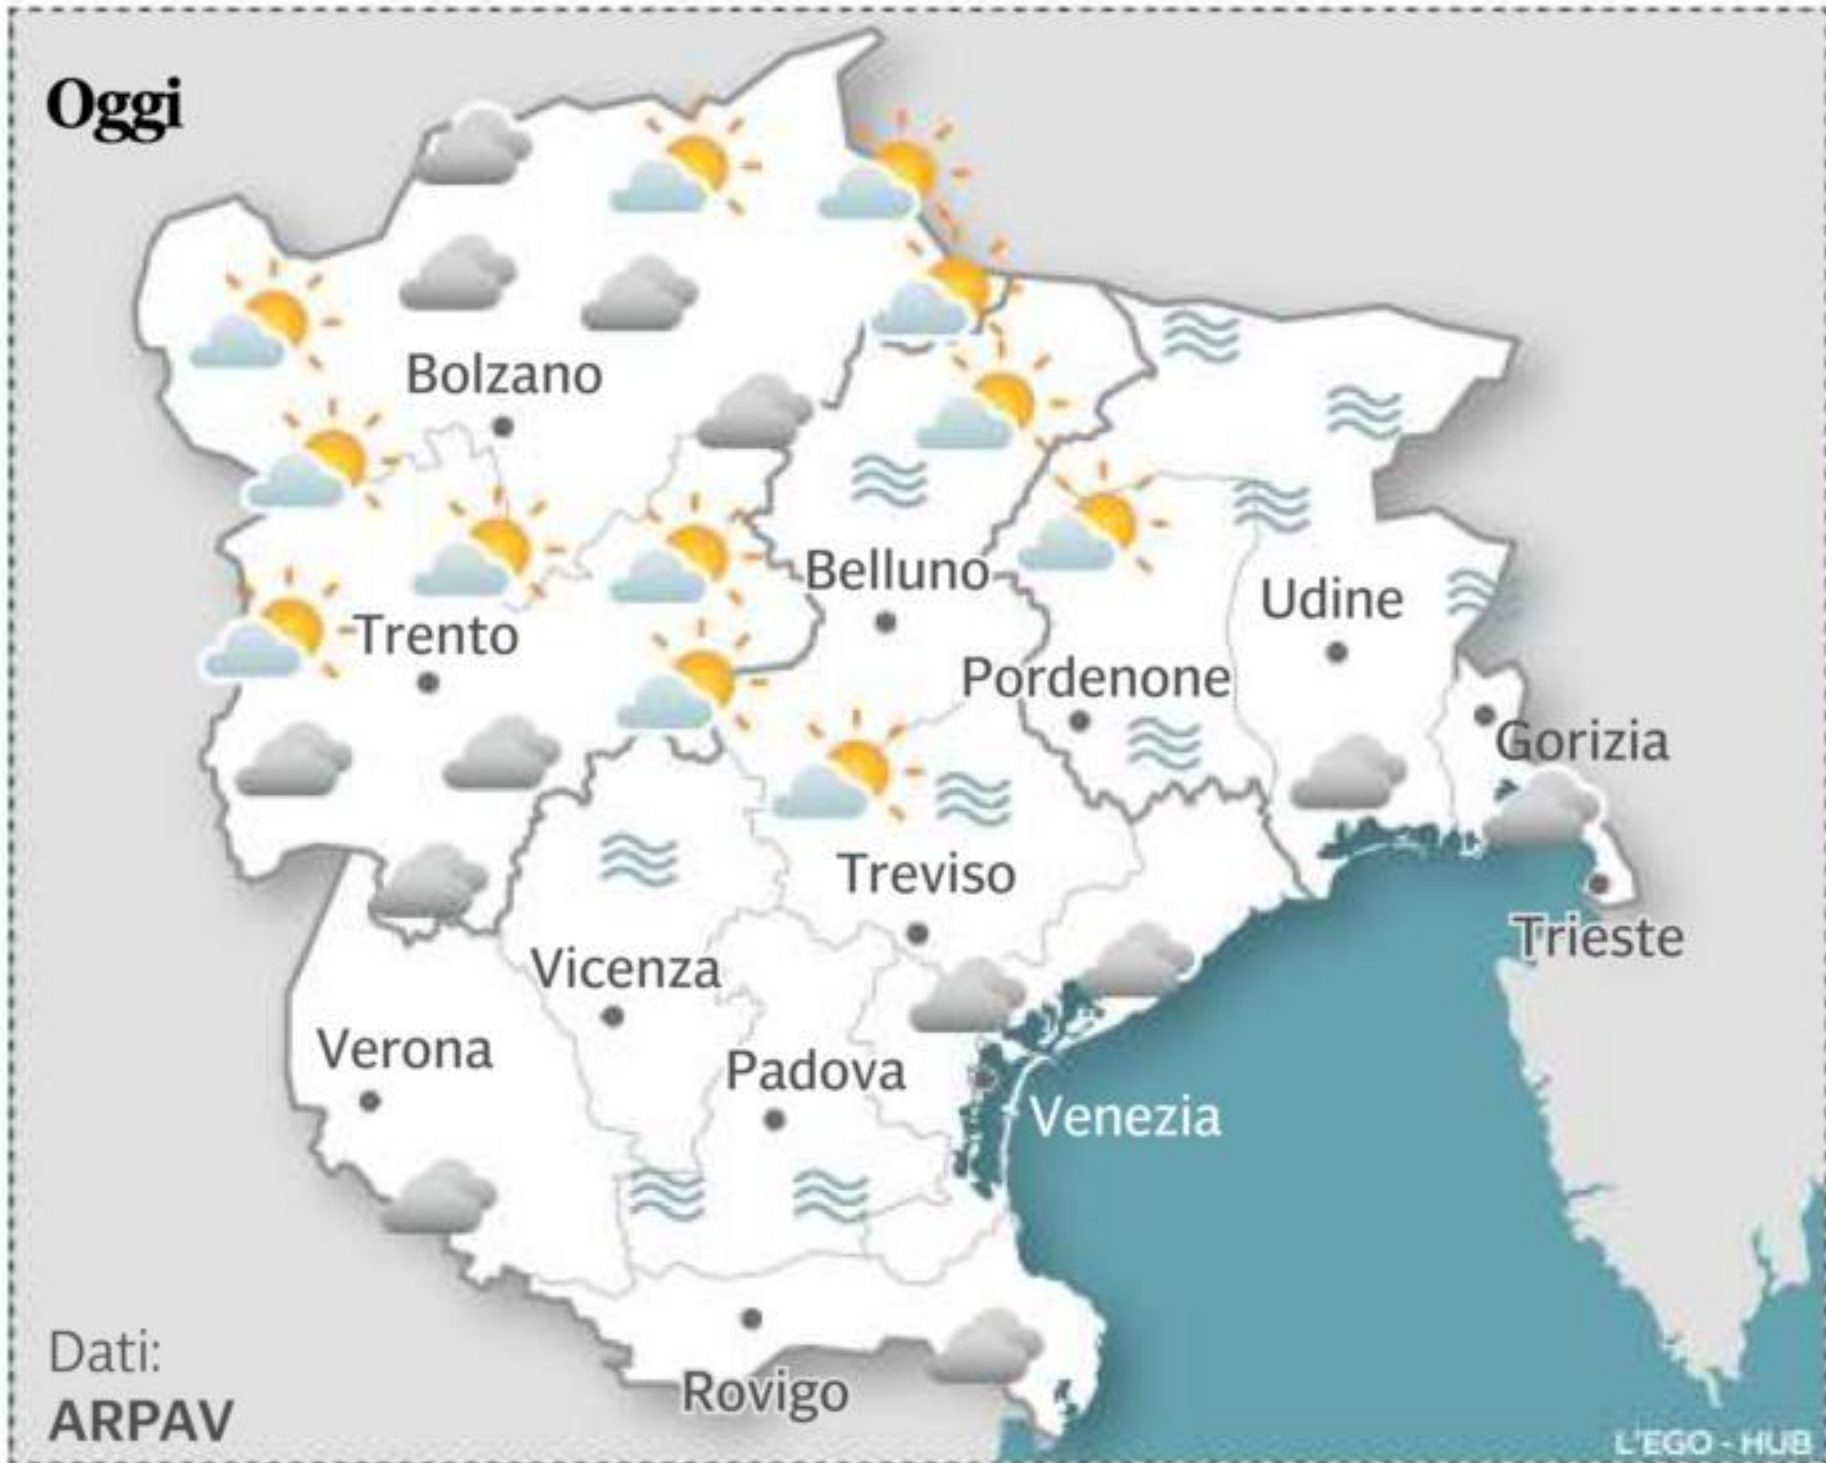 Oggi
Bolzano
Belluno
Udine
Trento
Pordenone
Gorizia
Treviso
Trieste
Vicenza
Verona
Padova
Venezia
Dati:
ARPAV
Rovigo
L'EGO - HUB